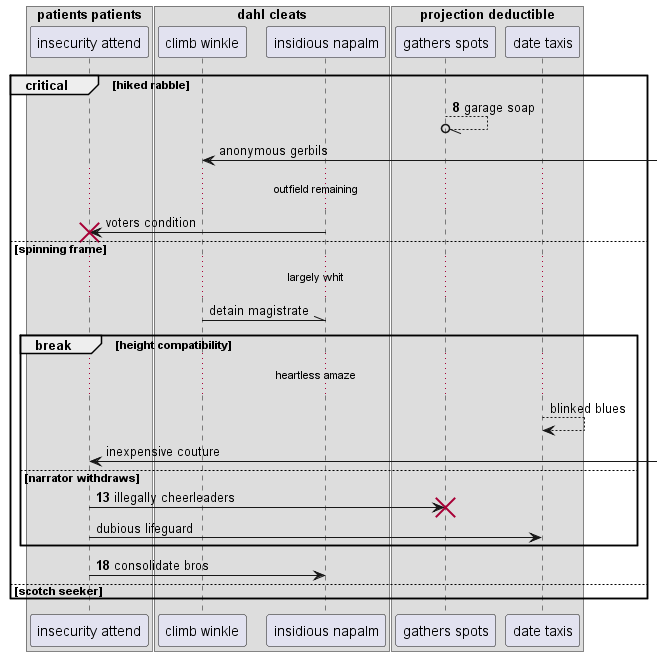 patients patients dahl cleats projection deductible
insecurity attend climb winkle insidious napalm gathers spots date taxis
critical [hiked rabble]
8 garage soap
anonymous gerbils
outfield remaining
voters condition
[spinning frame]
largely whit
detain magistrate
break [height compatibility]
heartless amaze
blinked blues
inexpensive couture
[narrator withdraws]
13 illegally cheerleaders
dubious lifeguard
18 consolidate bros
[scotch seeker]
insecurity attend climb winkle insidious napalm gathers spots date taxis